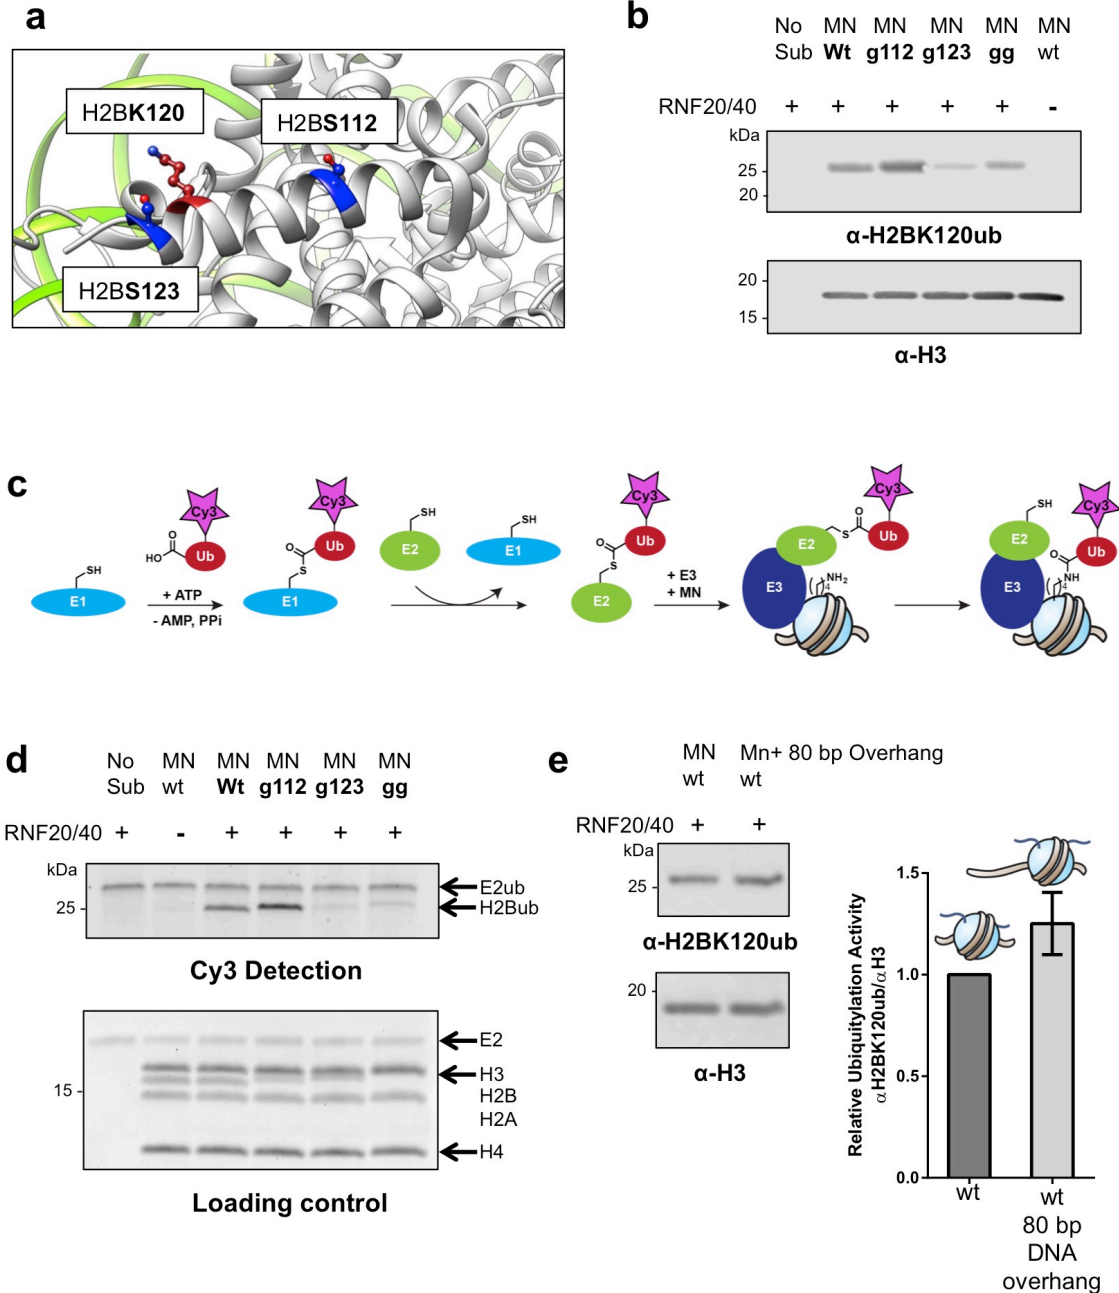 a
H2BK120
H2BS112
H2BS123
b
No MN MN MN MN MN
Sub Wt g112 g123 gg wt
RNF20/40 + + + + + -
kDa
25
20
α-H2BK120ub
20
15
α-H3
c
Cy3
Ub
HO
O
SH
E1
+ ATP
- AMP, PPi
Cy3
Ub
O
S
E1
SH
E2
SH
E1
Cy3
Ub
O
S
E2
+ E3
+ MN
Cy3
Ub
O
S
E2
E3
NH2
4
SH
E2
E3
Cy3
Ub
O
NH
4
d
No MN MN MN MN MN
Sub wt Wt g112 g123 gg
RNF20/40 + - + + + +
kDa
25
E2ub
H2Bub
Cy3 Detection
15
E2
H3
H2B
H2A
H4
Loading control
e
MN Mn+ 80 bp Overhang
wt wt
RNF20/40 + +
kDa
25
α-H2BK120ub
20
α-H3
Relative Ubiquitylation Activity
αH2BK120ub/αH3
1.5
1.0
0.5
0.0
wt
wt
80 bp
DNA
overhang